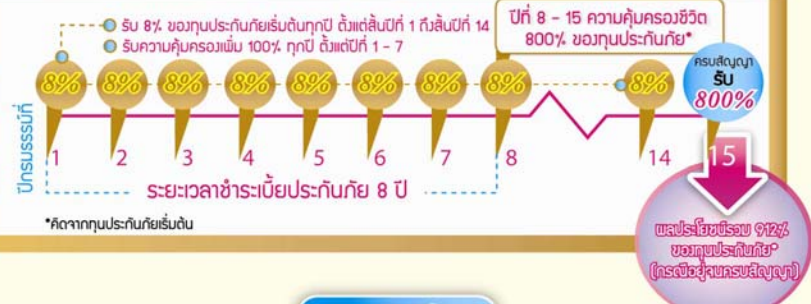 รับ 8% ของทุนประกันภัยเริ่มต้นทุกปี ตั้งแต่สิ้นปีที่ 1 ถึงสิ้นปีที่ 14
รับความคุ้มครองเพิ่ม 100% ทุกปี ตั้งแต่ปีที่ 1 - 7
ปีที่ 8 - 15 ความคุ้มครองชีวิต
800% ของทุนประกันภัย*
8% 8% 8% 8% 8% 8% 8% 8% 8%
ครบสัญญา
รับ
800%
ปีกรมธรรม์ที่
1 2 3 4 5 6 7 8 14 15
ระยะเวลาชำระเบี้ยประกันภัย 8 ปี
*คิดจากทุนประกันภัยเริ่มต้น
ผลประโยชน์รวม 912%
ของทุนประกันภัย*
(กรณีอยู่จนครบสัญญา)